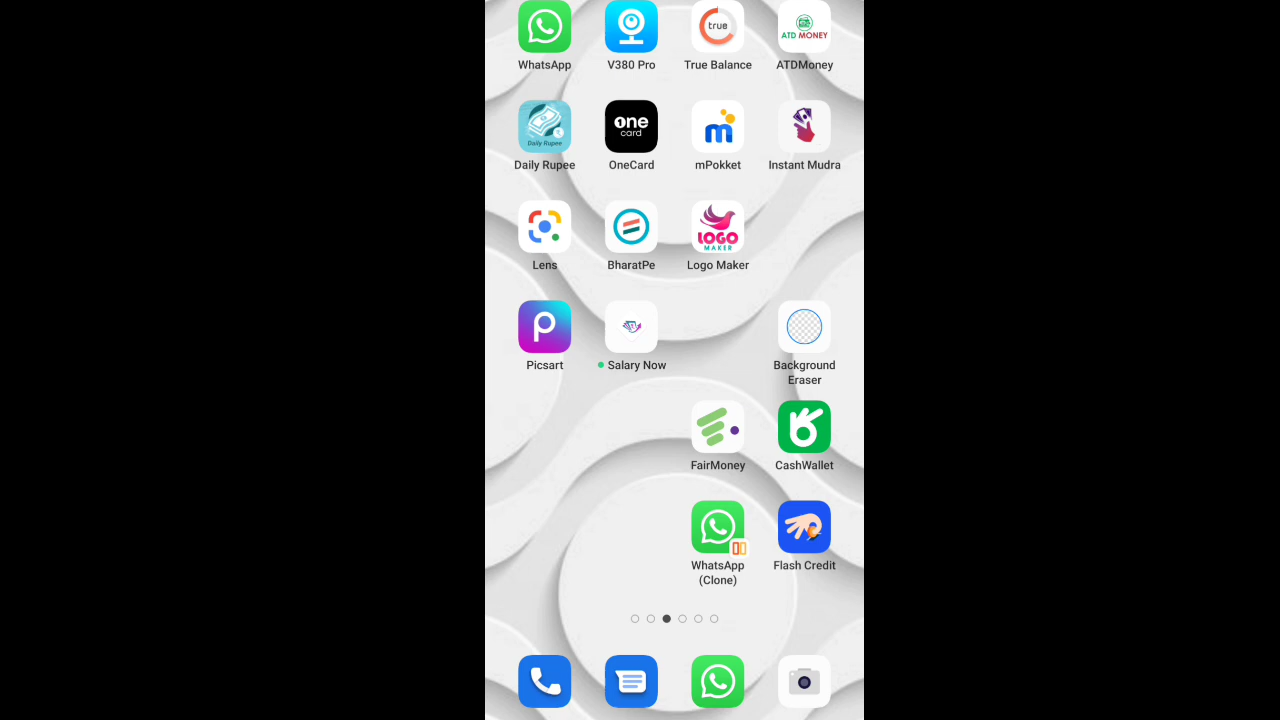 true
ATD MONEY
WhatsApp
V380 Pro
True Balance
ATDMoney
Daily Rupee
one
card
m
Daily Rupee
OneCard
mPokket
Instant Mudra
LOGO
MAKER
Lens
BharatPe
Logo Maker
Picsart
Salary Now
Background
Eraser
FairMoney
CashWallet
WhatsApp
(Clone)
Flash Credit